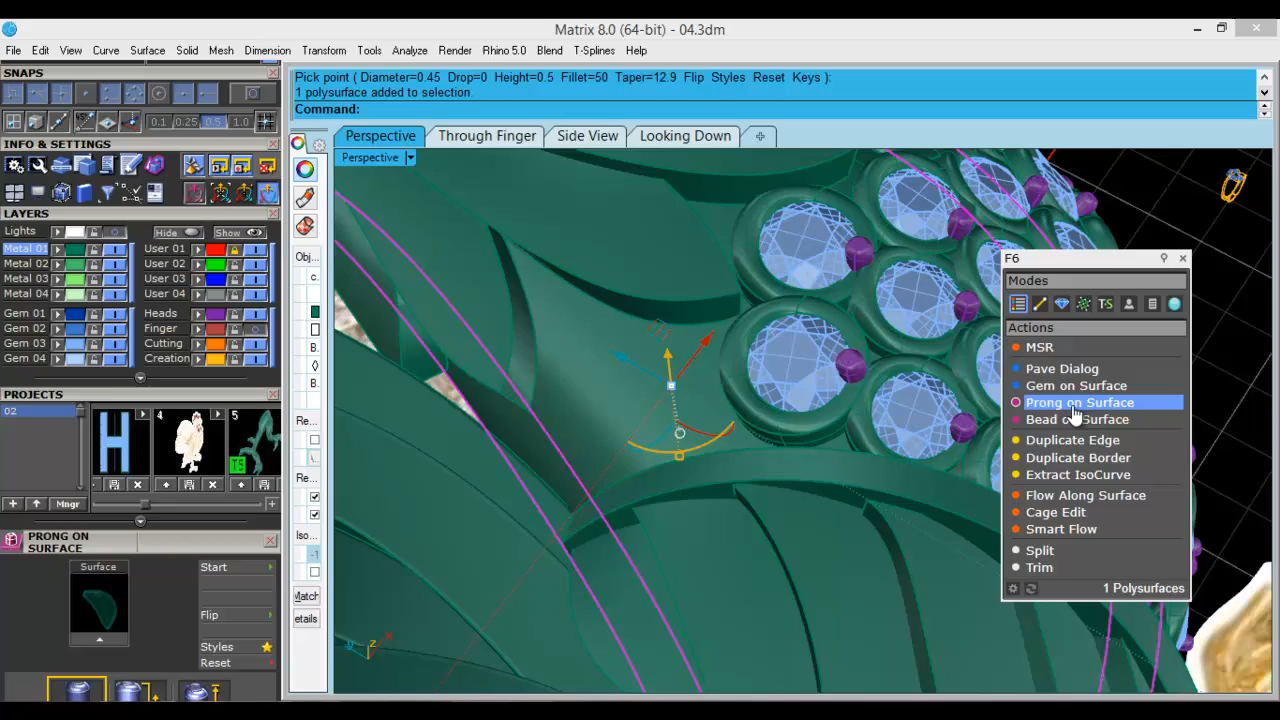 Matrix 8.0 (64-bit) - 04.3dm
File Edit View Curve Surface Solid Mesh Dimension Transform Tools Analyze Render Rhino 5.0 Blend T-Splines Help
SNAPS
0.1 0.25 0.5 1.0
INFO & SETTINGS
LAYERS
Lights Hide Show
Metal 01 User 01
Metal 02 User 02
Metal 03 User 03
Metal 04 User 04
Gem 01 Heads
Gem 02 Finger
Gem 03 Cutting
Gem 04 Creation
PROJECTS
02
4
5
TS
Mngr
PRONG ON
SURFACE
Surface
Start
Flip
Styles
Reset
Pick point ( Diameter=0.45 Drop=0 Height=0.5 Fillet=50 Taper=12.9 Flip Styles Reset Keys ):
1 polysurface added to selection.
Command:
Perspective Through Finger Side View Looking Down
Perspective
Obj...
c.
B.
B.
Re...
Re...
Iso...
-1
Match
etails
z
x
F6
Modes
T·S
Actions
MSR
Pave Dialog
Gem on Surface
Prong on Surface
Bead on Surface
Duplicate Edge
Duplicate Border
Extract IsoCurve
Flow Along Surface
Cage Edit
Smart Flow
Split
Trim
1 Polysurfaces